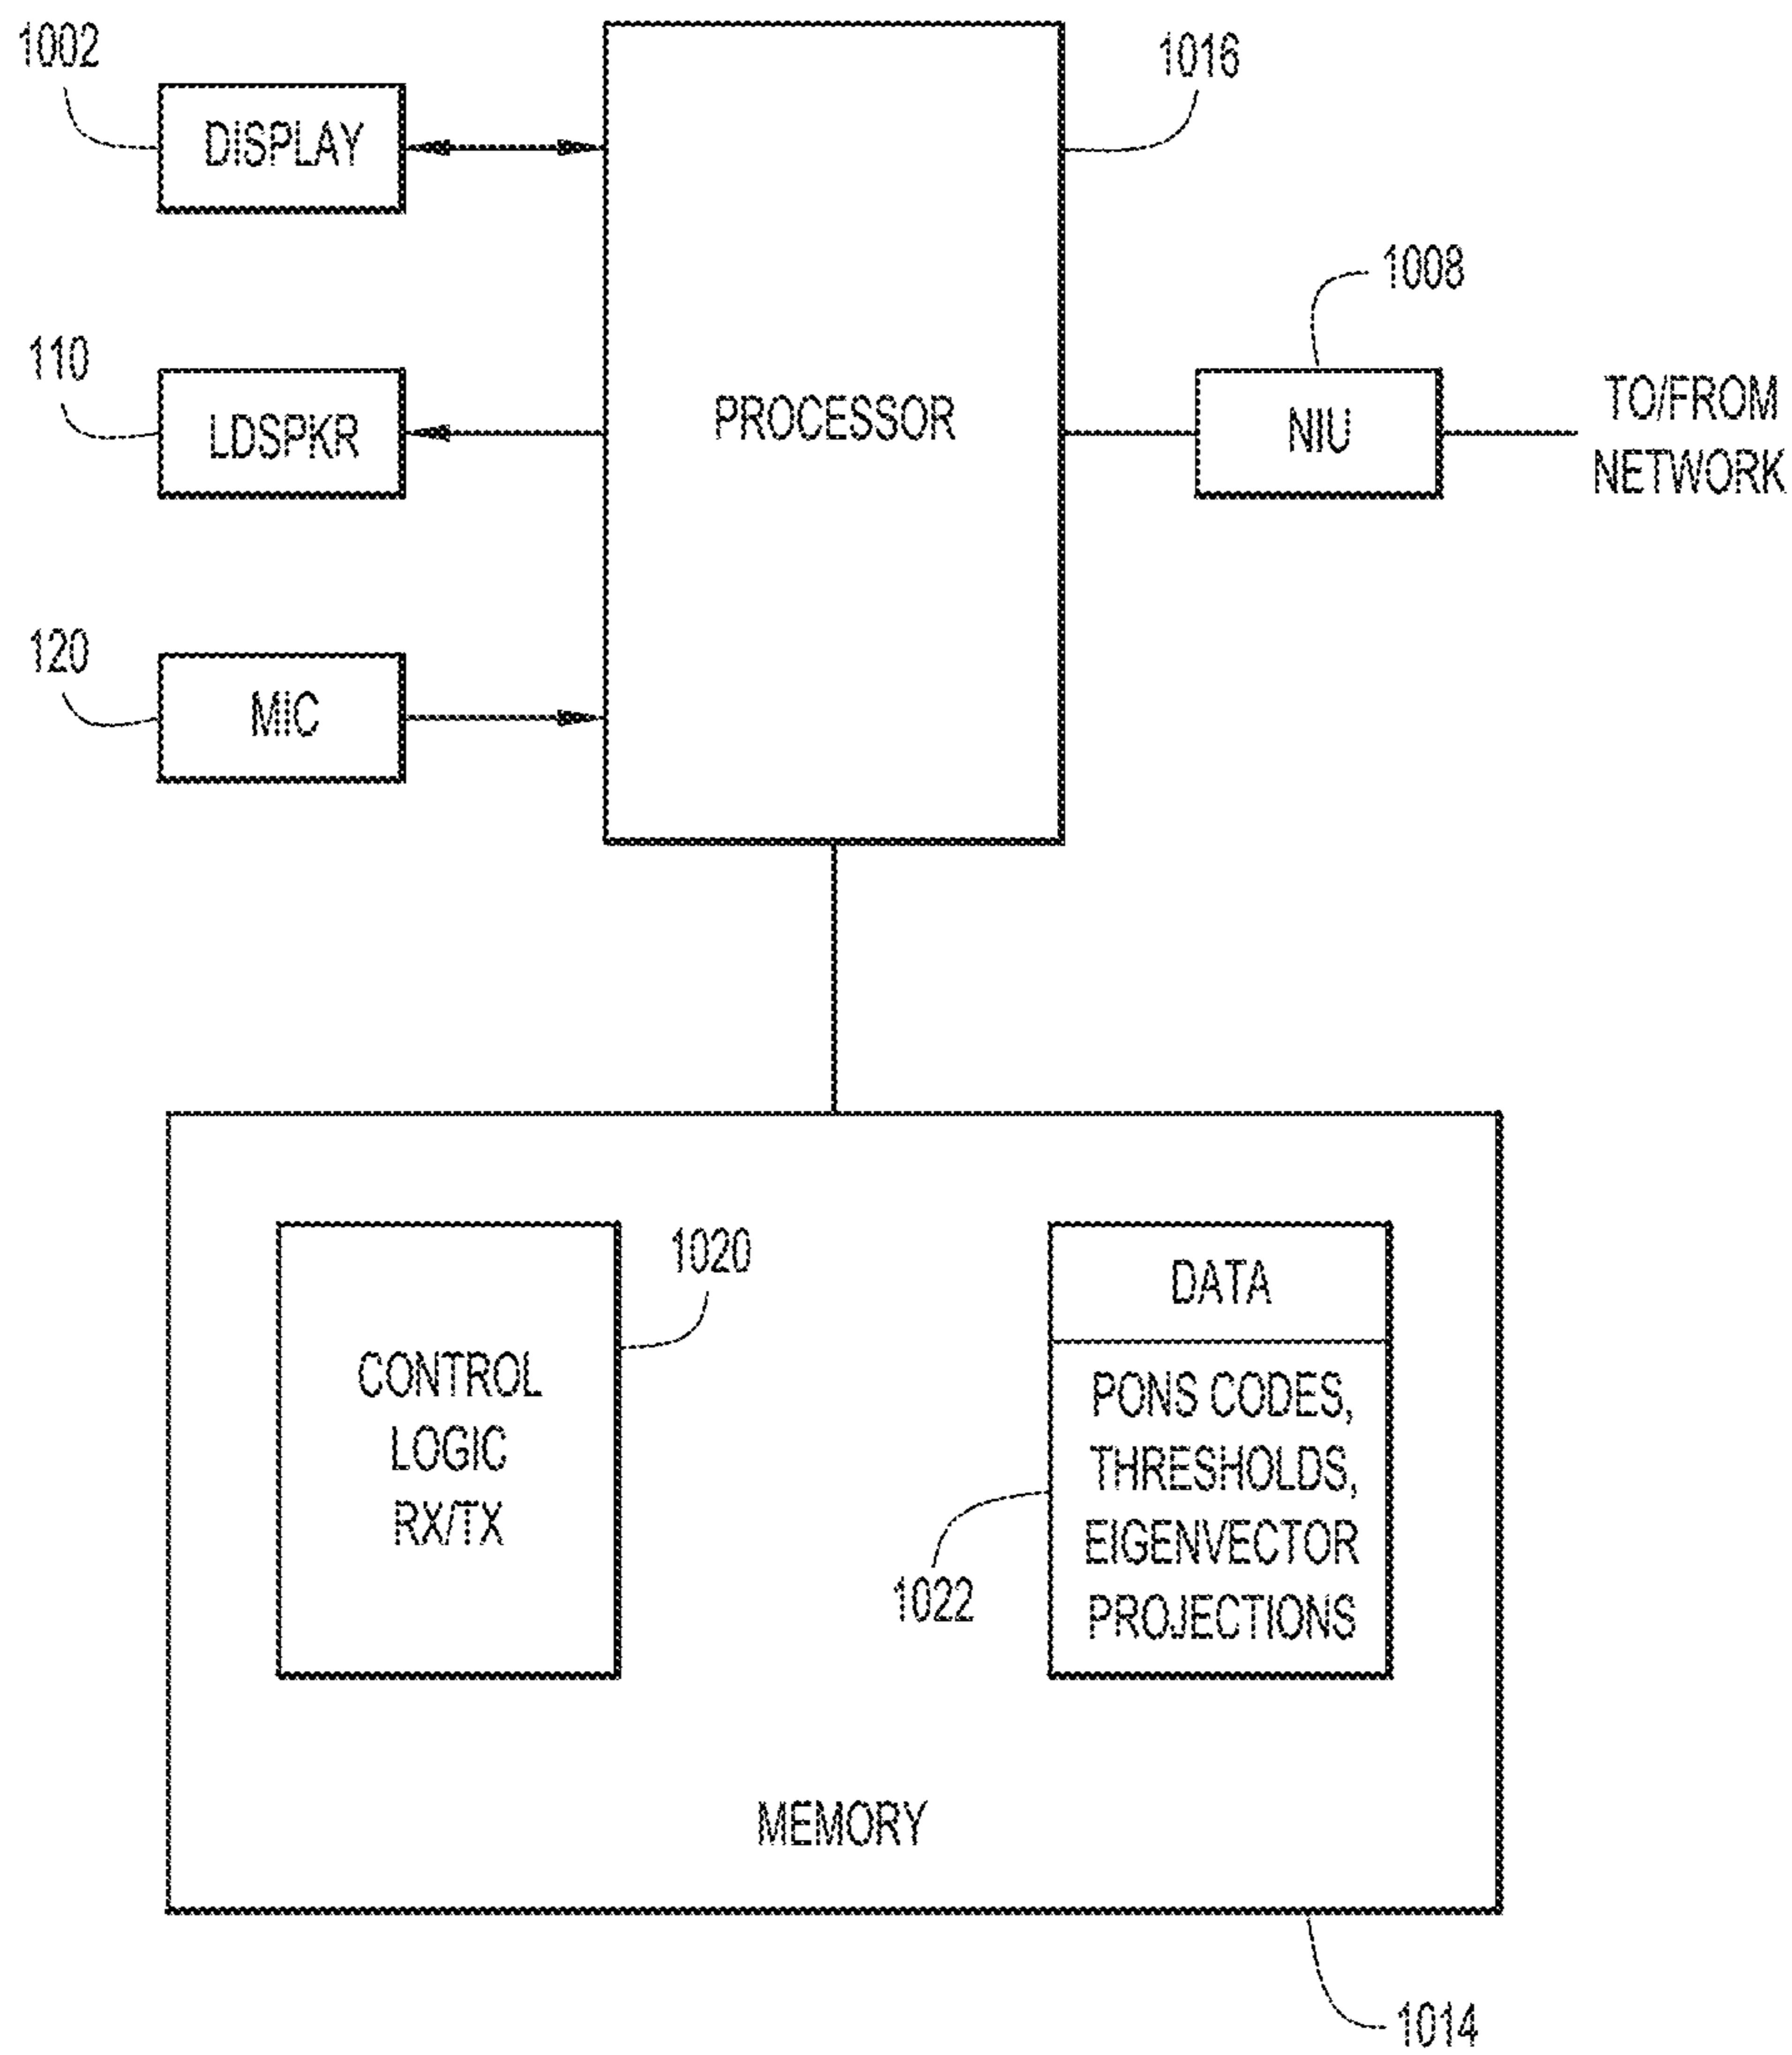 1002
DISPLAY
1016
1008
110
LDSPKR
PROCESSOR
NIU
TO/FROM
NETWORK
120
MIC
1020
CONTROL
LOGIC
RX/TX
DATA
PONS CODES,
THRESHOLDS,
EIGENVECTOR
PROJECTIONS
1022
MEMORY
1014